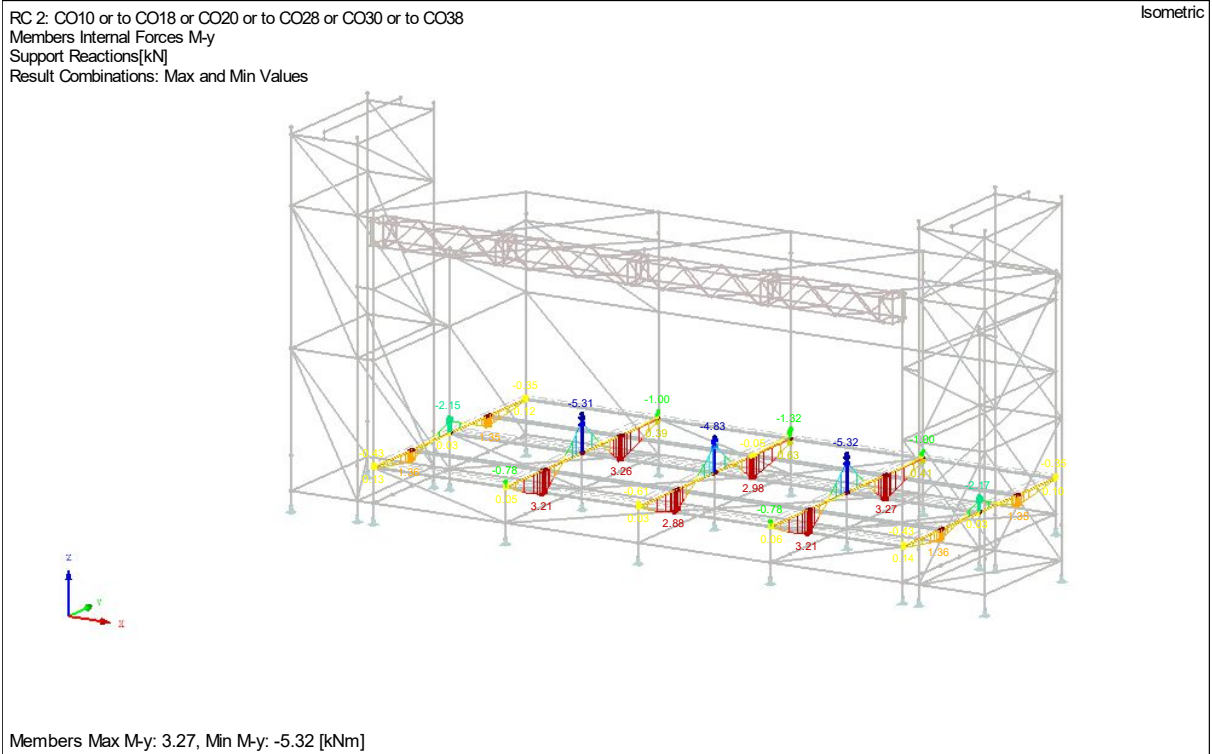 RC 2: CO10 or to CO18 or CO20 or to CO28 or CO30 or to CO38
Isometric
Members Internal Forces M-y
Support Reactions[kN]
Result Combinations: Max and Min Values
-5.31
-1.00
-2.15
-1.32
-4.83
-5.32
-1.00
-0.78
3.26
2.98
3.21
-0.78
3.27
-2.17
2.88
3.21
1.36
Z
Y
X
Members Max M-y: 3.27, Min M-y: -5.32 [kNm]